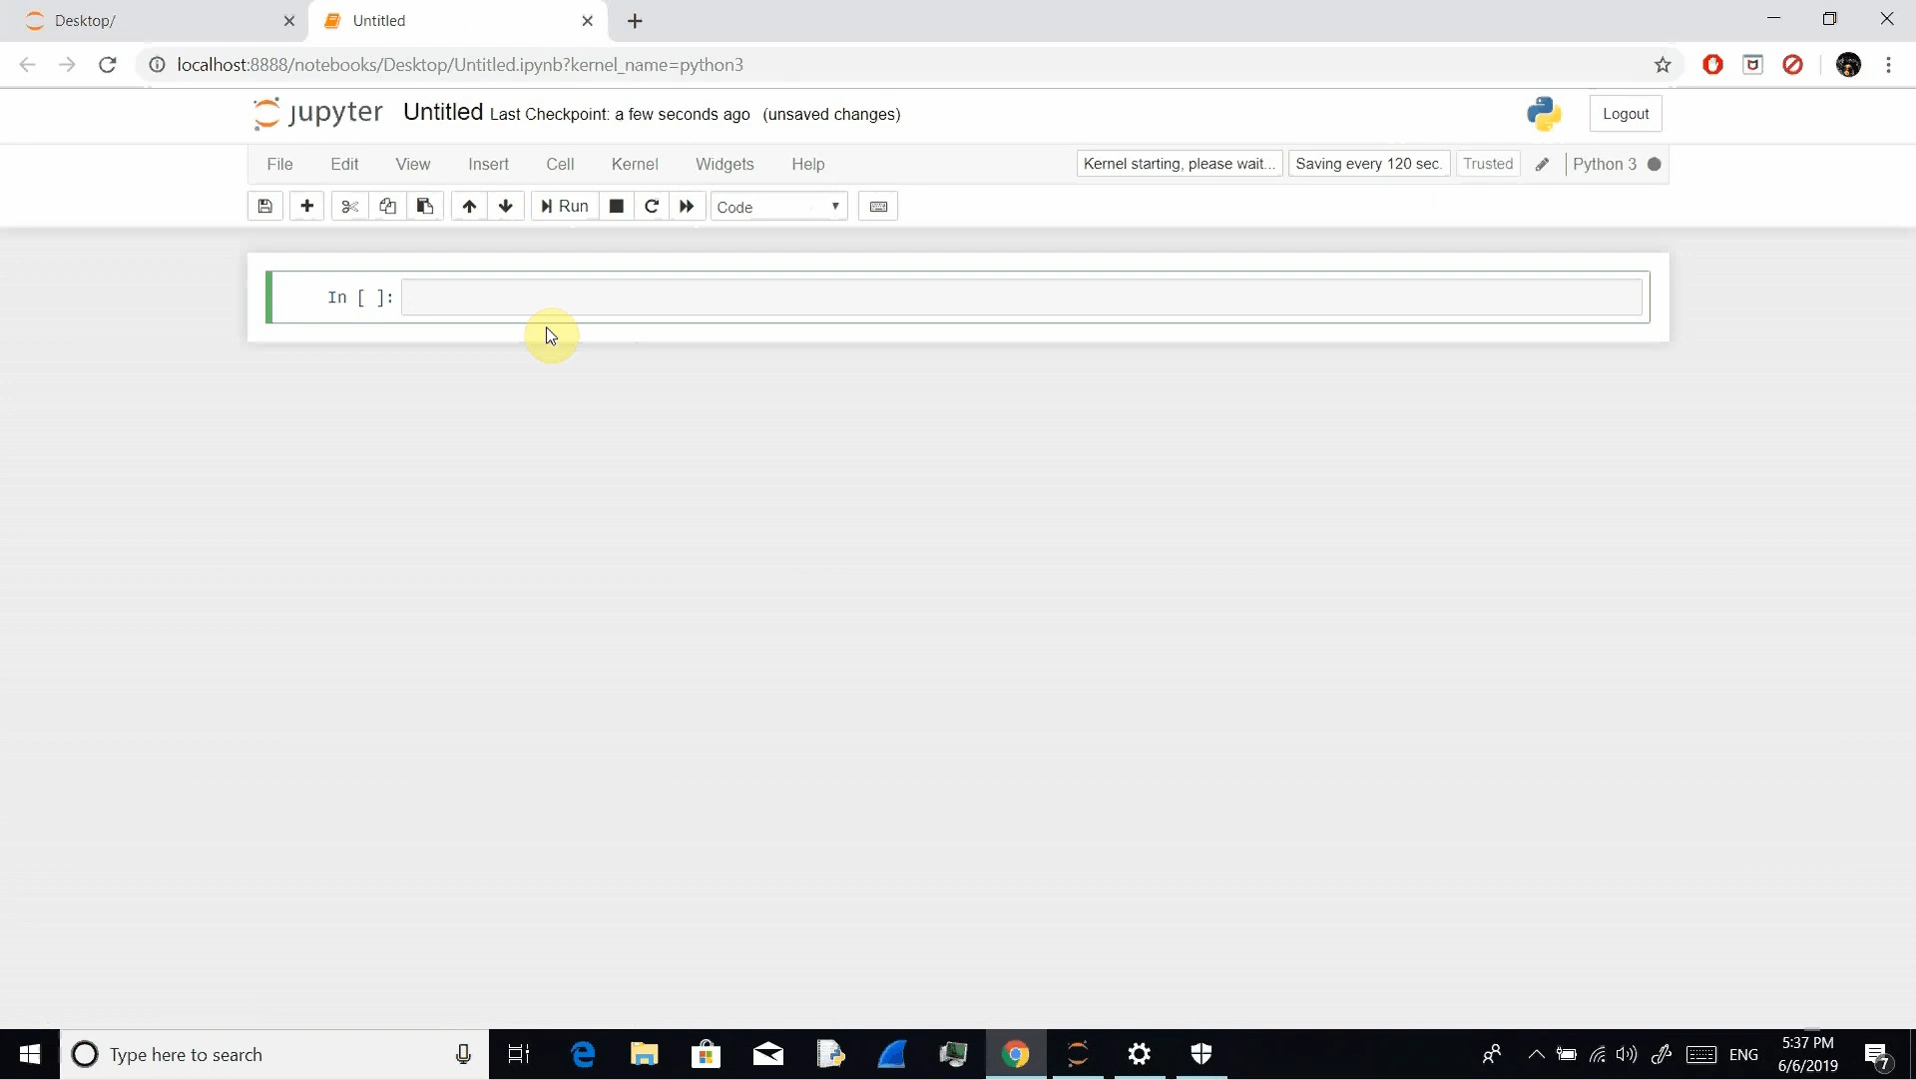 Desktop/ Untitled
localhost:8888/notebooks/Desktop/Untitled.ipynb?kernel_name=python3
jupyter Untitled Last Checkpoint: a few seconds ago (unsaved changes) Logout
File Edit View Insert Cell Kernel Widgets Help Kernel starting, please wait... Saving every 120 sec. Trusted Python 3
Run Code
In [ ]:
Type here to search ENG 5:37 PM
6/6/2019 7